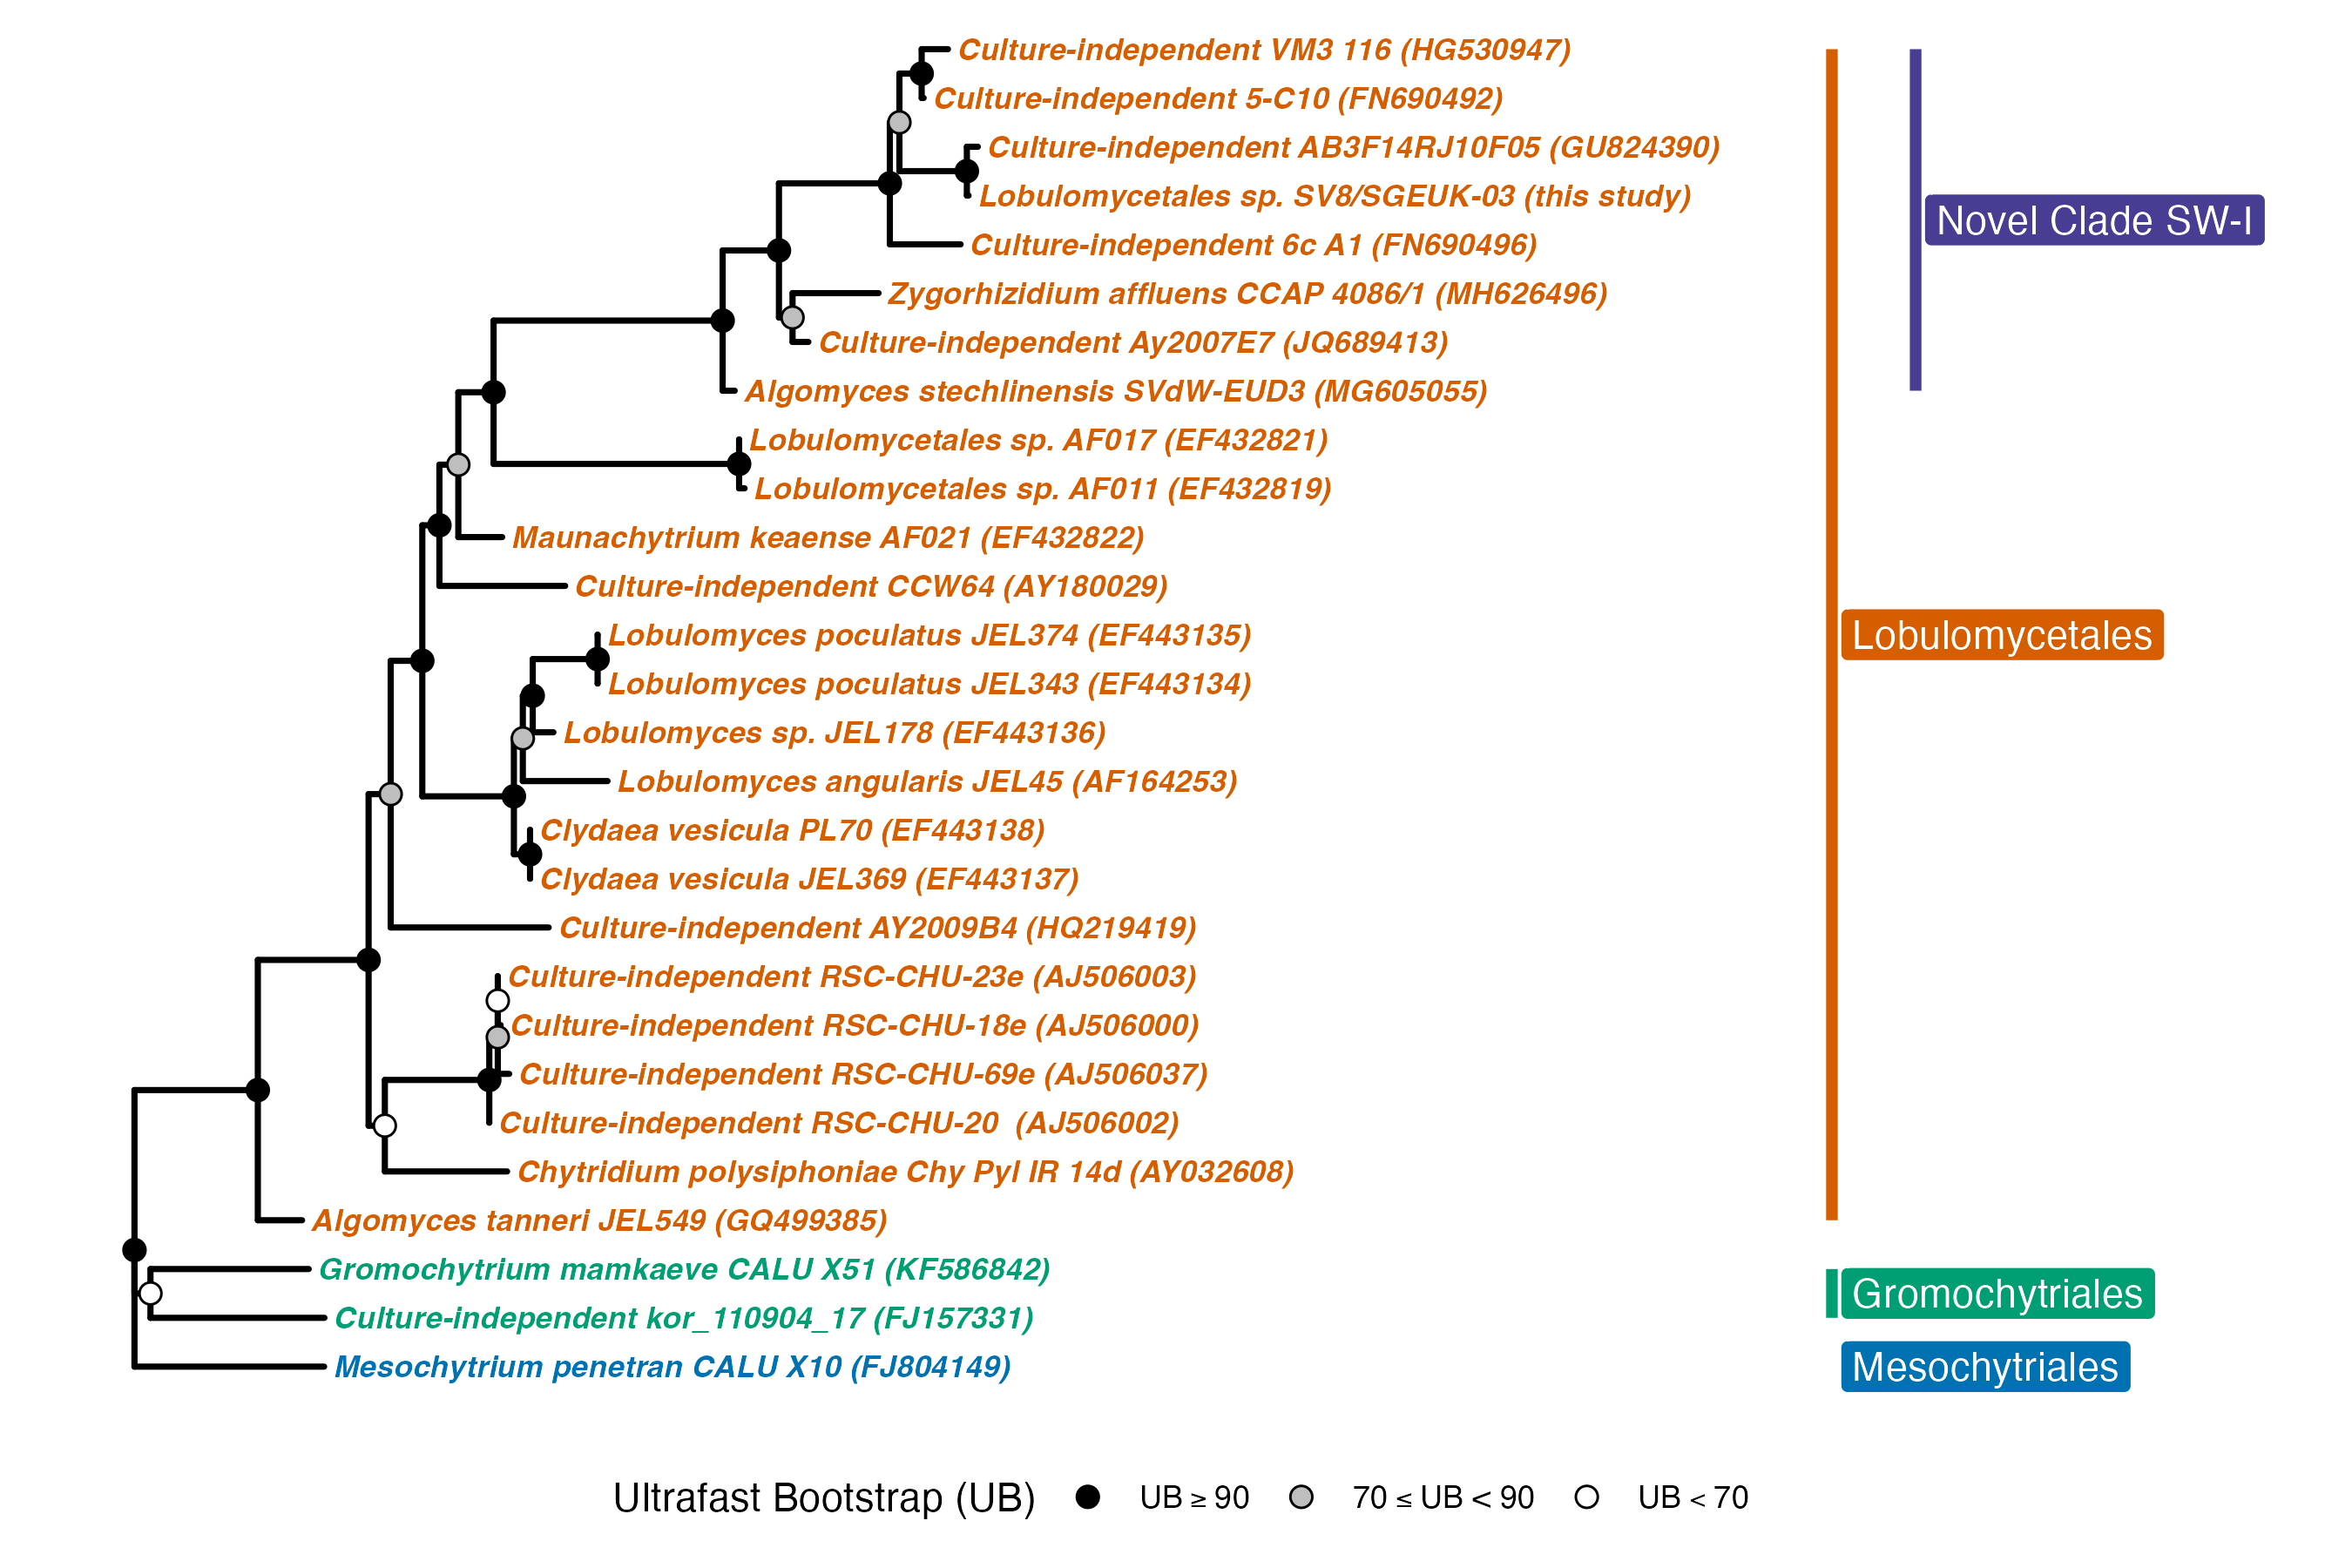 Culture-independent VM3 116 (HG530947)
Culture-independent 5-C10 (FN690492)
Culture-independent AB3F14RJ10F05 (GU824390)
Lobulomycetales sp. SV8/SGEUK-03 (this study)
Novel Clade SW-I
Culture-independent 6c A1 (FN690496)
Zygorhizidium affluens CCAP 4086/1 (MH626496)
Culture-independent Ay2007E7 (JQ689413)
Algomyces stechlinensis SVdW-EUD3 (MG605055)
Lobulomycetales sp. AF017 (EF432821)
Lobulomycetales sp. AF011 (EF432819)
Maunachytrium keaense AF021 (EF432822)
Culture-independent CCW64 (AY180029)
Lobulomyces poculatus JEL374 (EF443135)
Lobulomycetales
Lobulomyces poculatus JEL343 (EF443134)
Lobulomyces sp. JEL178 (EF443136)
Lobulomyces angularis JEL45 (AF164253)
Clydaea vesicula PL70 (EF443138)
Clydaea vesicula JEL369 (EF443137)
Culture-independent AY2009B4 (HQ219419)
Culture-independent RSC-CHU-23e (AJ506003)
Culture-independent RSC-CHU-18e (AJ506000)
Culture-independent RSC-CHU-69e (AJ506037)
Culture-independent RSC-CHU-20 (AJ506002)
Chytridium polysiphoniae Chy Pyl IR 14d (AY032608)
Algomyces tanneri JEL549 (GQ499385)
Gromochytrium mamkaeve CALU X51 (KF586842)
Gromochytriales
Culture-independent kor_110904_17 (FJ157331)
Mesochytrium penetran CALU X10 (FJ804149)
Mesochytriales
Ultrafast Bootstrap (UB) UB ≥ 90 70 ≤ UB < 90 UB < 70